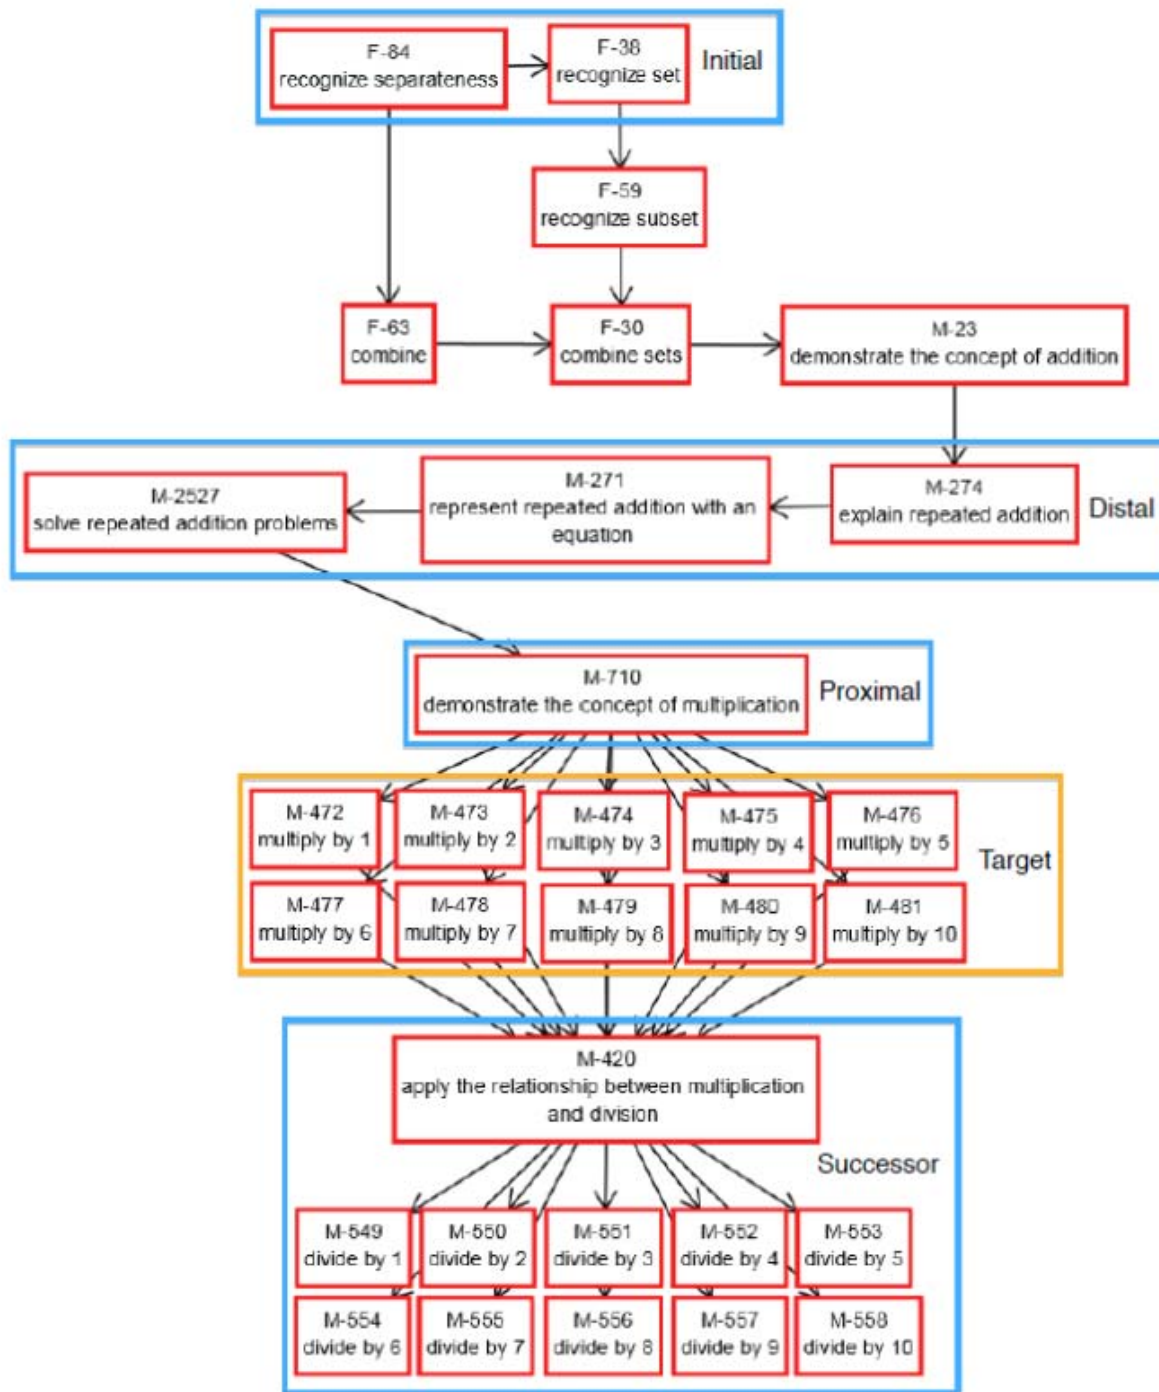 F-84
recognize separateness
F-38
recognize set
Initial
F-59
recognize subset
F-63
combine
F-30
combine sets
M-23
demonstrate the concept of addition
M-2527
solve repeated addition problems
M-271
represent repeated addition with an
equation
M-274
explain repeated addition
Distal
M-710
demonstrate the concept of multiplication
Proximal
M-472
multiply by 1
M-473
multiply by 2
M-474
multiply by 3
M-475
multiply by 4
M-476
multiply by 5
Target
M-477
multiply by 6
M-478
multiply by 7
M-479
multiply by 8
M-480
multiply by 9
M-481
multiply by 10
M-420
apply the relationship between multiplication
and division
Successor
M-549
divide by 1
M-550
divide by 2
M-551
divide by 3
M-552
divide by 4
M-553
divide by 5
M-554
divide by 6
M-555
divide by 7
M-556
divide by 8
M-557
divide by 9
M-558
divide by 10